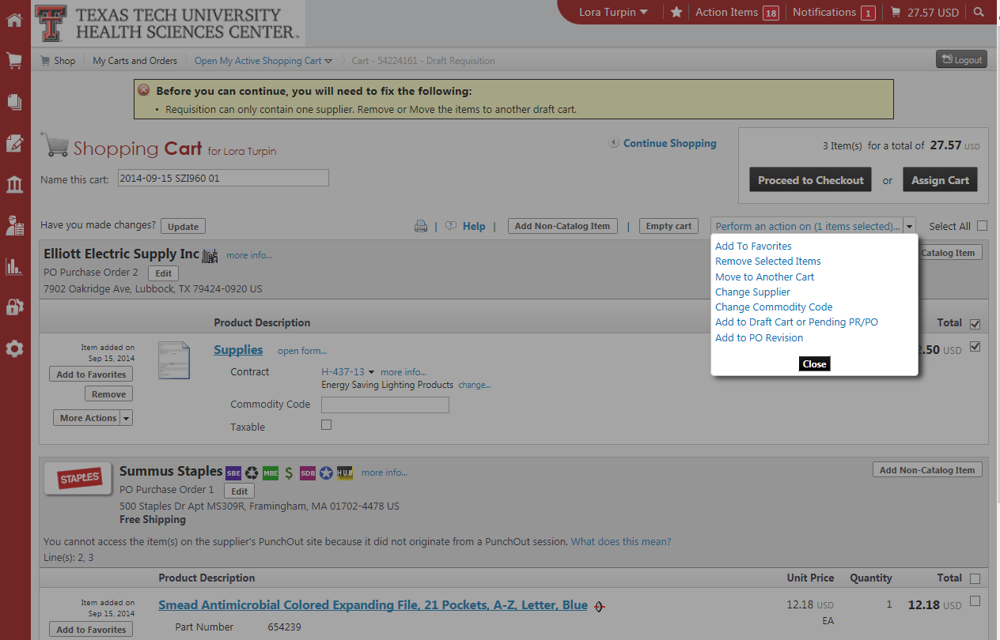 TEXAS TECH UNIVERSITY
HEALTH SCIENCES CENTER™
Lora Turpin
Action Items 18
Notifications 1
27.57 USD
Shop
My Carts and Orders
Open My Active Shopping Cart
Cart - 54224161 - Draft Requisition
Logout
Before you can continue, you will need to fix the following:
• Requisition can only contain one supplier. Remove or Move the items to another draft cart.
Shopping Cart for Lora Turpin
Continue Shopping
3 Item(s) for a total of 27.57 USD
Name this cart: 2014-09-15 SZI960 01
Proceed to Checkout or Assign Cart
Have you made changes? Update
| ? Help | Add Non-Catalog Item | Empty cart
Perform an action on (1 items selected)...
Select All
Add To Favorites
Remove Selected Items
Move to Another Cart
Change Supplier
Change Commodity Code
Add to Draft Cart or Pending PR/PO
Add to PO Revision
Close
Elliott Electric Supply Inc more info...
Catalog Item
PO Purchase Order 2 Edit
7902 Oakridge Ave, Lubbock, TX 79424-0920 US
Product Description
Total
Item added on
Sep 15, 2014
Add to Favorites
Remove
More Actions
Supplies open form...
2.50 USD
Contract H-437-13 more info...
Energy Saving Lighting Products change...
Commodity Code
Taxable
STAPLES
Summus Staples SBE MBE $ SDB HUB more info...
Add Non-Catalog Item
PO Purchase Order 1 Edit
500 Staples Dr Apt MS309R, Framingham, MA 01702-4478 US
Free Shipping
You cannot access the item(s) on the supplier's PunchOut site because it did not originate from a PunchOut session. What does this mean?
Line(s): 2, 3
Product Description Unit Price Quantity Total
Item added on
Sep 15, 2014
Add to Favorites
Smead Antimicrobial Colored Expanding File, 21 Pockets, A-Z, Letter, Blue
12.18 USD 1 12.18 USD
EA
Part Number 654239